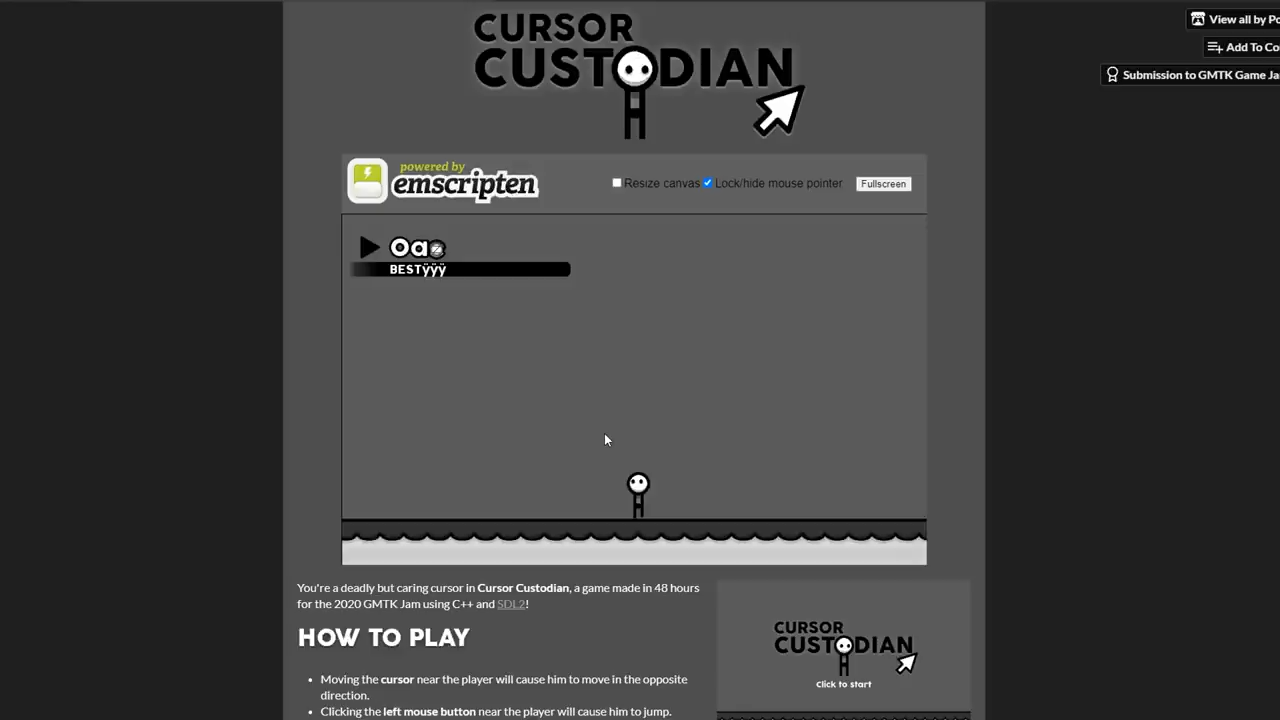 CURSOR
CUSTODIAN
View all by Po
Add To Co
Submission to GMTK Game Ja
powered by
emscripten
Resize canvas Lock/hide mouse pointer Fullscreen
BESTÿÿÿ
You're a deadly but caring cursor in Cursor Custodian, a game made in 48 hours
for the 2020 GMTK Jam using C++ and SDL2!
HOW TO PLAY
Moving the cursor near the player will cause him to move in the opposite
direction.
Clicking the left mouse button near the player will cause him to jump.
CURSOR
CUSTODIAN
Click to start